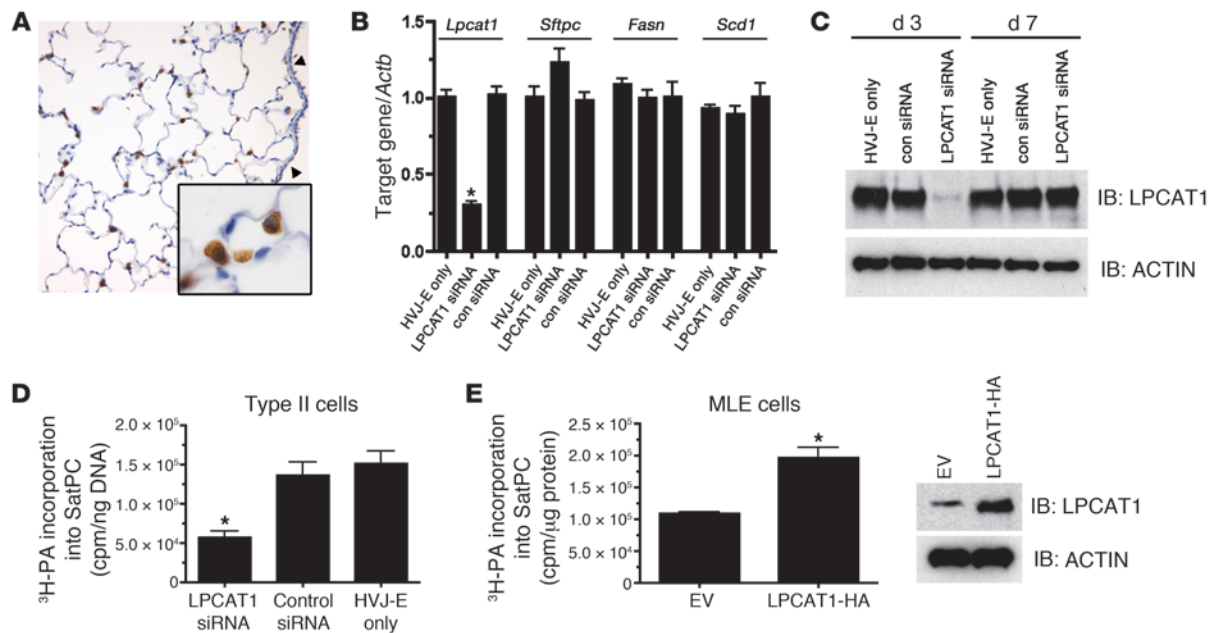 A
B
Lpcat1 Sftpc Fasn Scd1
Target gene/Actb
1.5
1.0
0.5
0.0
*
HVJ-E only
LPCAT1 siRNA
con siRNA
HVJ-E only
LPCAT1 siRNA
con siRNA
HVJ-E only
LPCAT1 siRNA
con siRNA
HVJ-E only
LPCAT1 siRNA
con siRNA
C
d 3 d 7
HVJ-E only
con siRNA
LPCAT1 siRNA
HVJ-E only
con siRNA
LPCAT1 siRNA
IB: LPCAT1
IB: ACTIN
D
Type II cells
³H-PA incorporation
into SatPC
(cpm/ng DNA)
2.0 × 10⁵
1.5 × 10⁵
1.0 × 10⁵
5.0 × 10⁴
0
*
LPCAT1
siRNA
Control
siRNA
HVJ-E
only
E
MLE cells
³H-PA incorporation
into SatPC
(cpm/µg protein)
2.5 × 10⁵
2.0 × 10⁵
1.5 × 10⁵
1.0 × 10⁵
5.0 × 10⁴
0
*
EV
LPCAT1-HA
EV
LPCAT1-HA
IB: LPCAT1
IB: ACTIN